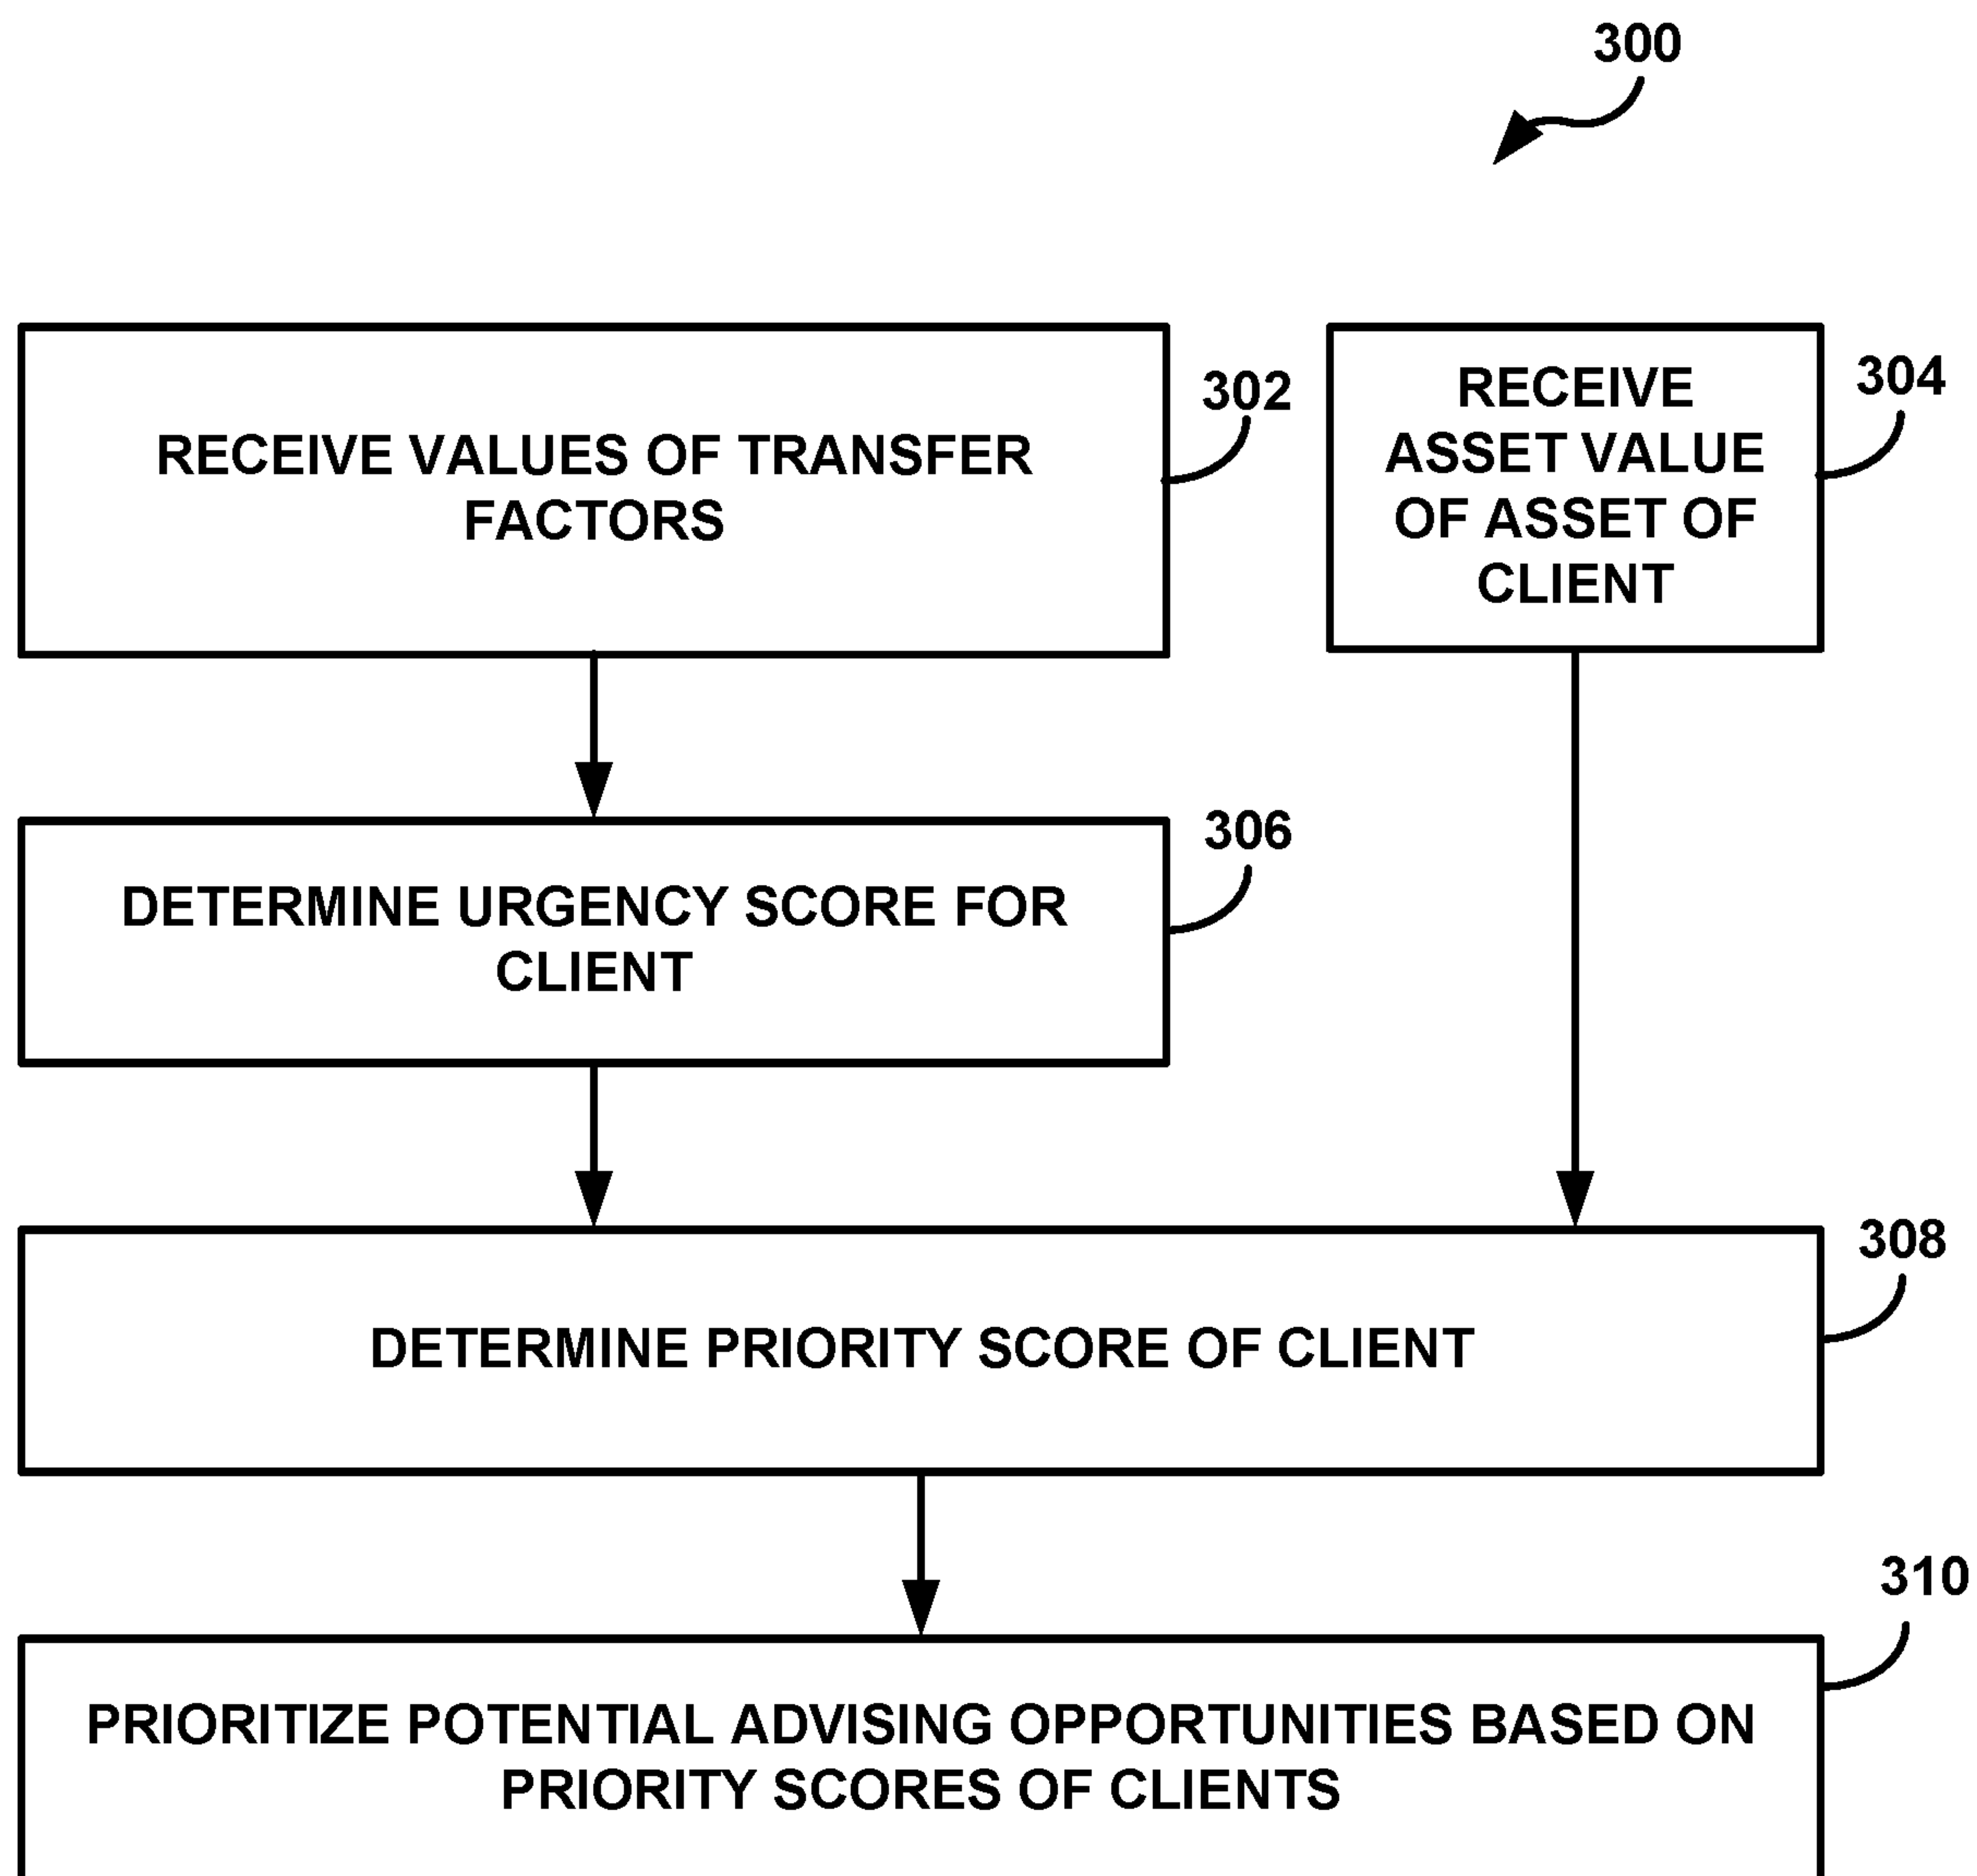 300
RECEIVE VALUES OF TRANSFER
FACTORS
302
RECEIVE
ASSET VALUE
OF ASSET OF
CLIENT
304
DETERMINE URGENCY SCORE FOR
CLIENT
306
DETERMINE PRIORITY SCORE OF CLIENT
308
PRIORITIZE POTENTIAL ADVISING OPPORTUNITIES BASED ON
PRIORITY SCORES OF CLIENTS
310